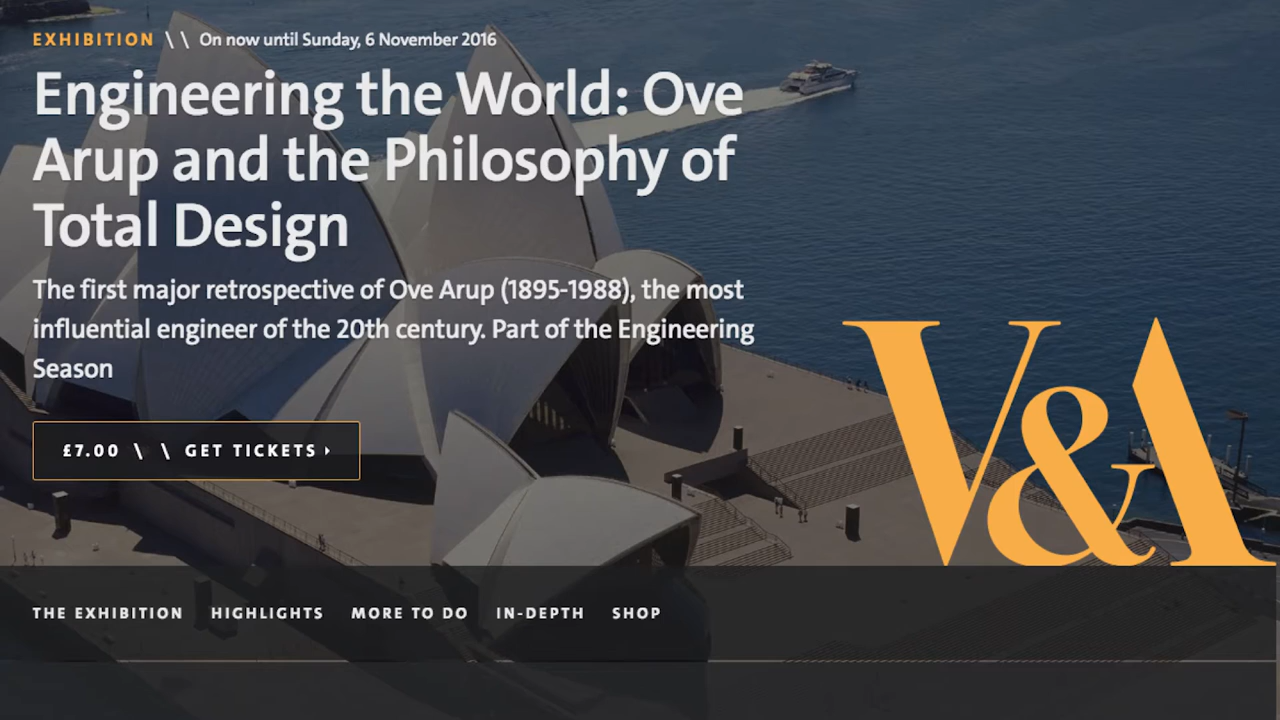 EXHIBITION \ \ On now until Sunday, 6 November 2016
Engineering the World: Ove
Arup and the Philosophy of
Total Design
The first major retrospective of Ove Arup (1895-1988), the most
influential engineer of the 20th century. Part of the Engineering
Season
£7.00 \ \ GET TICKETS ›
V&A
THE EXHIBITION HIGHLIGHTS MORE TO DO IN-DEPTH SHOP